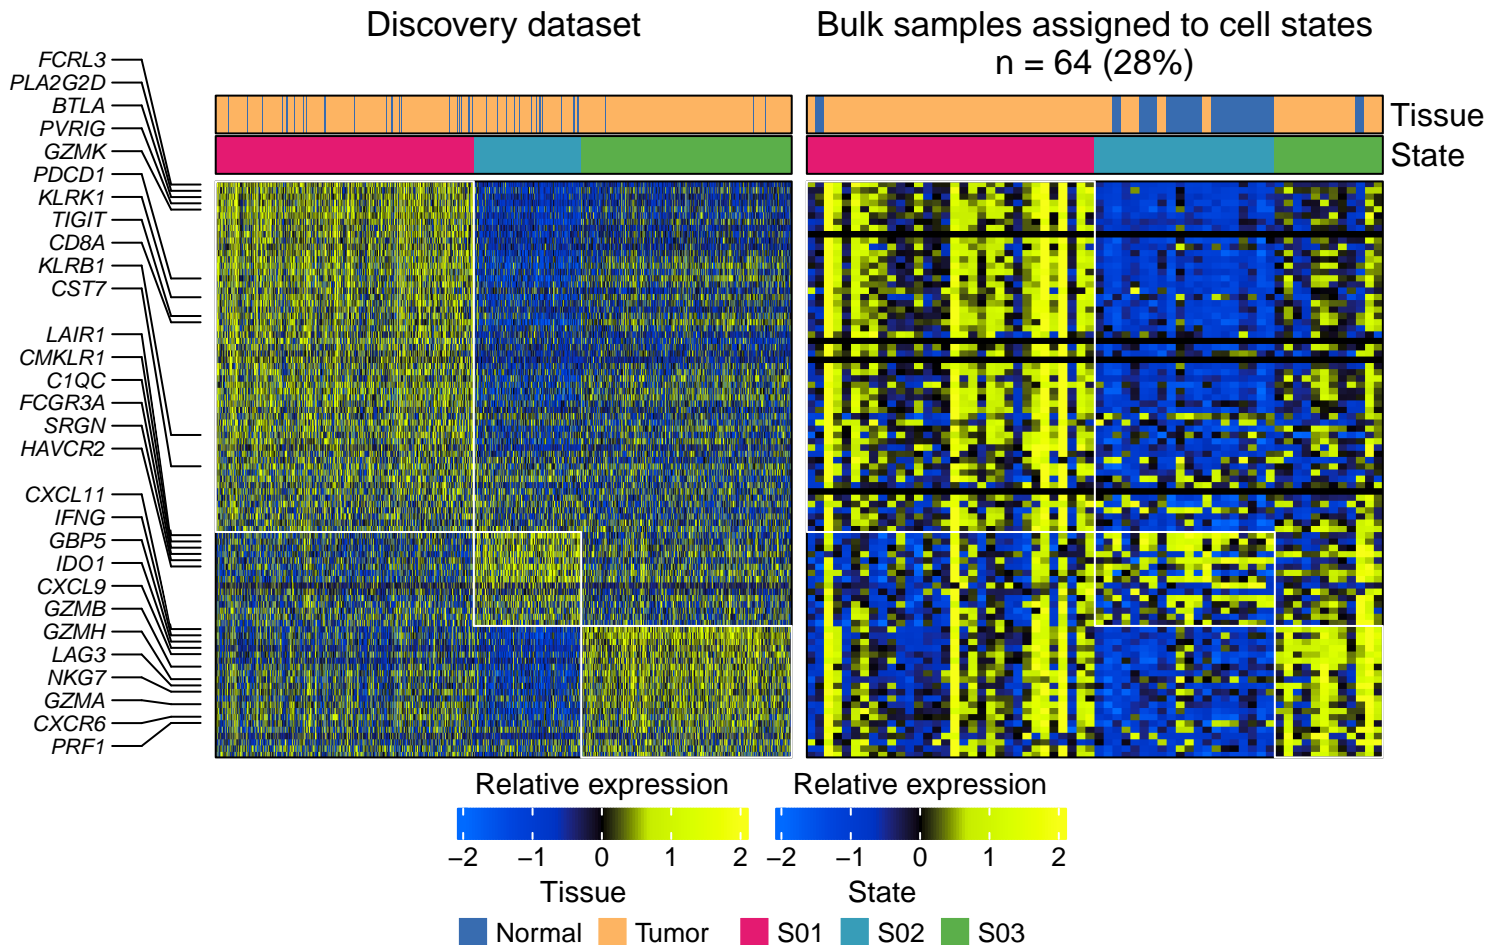 Discovery dataset
Bulk samples assigned to cell states
n = 64 (28%)
Tissue
State
FCRL3
PLA2G2D
BTLA
PVRIG
GZMK
PDCD1
KLRK1
TIGIT
CD8A
KLRB1
CST7
LAIR1
CMKLR1
C1QC
FCGR3A
SRGN
HAVCR2
CXCL11
IFNG
GBP5
IDO1
CXCL9
GZMB
GZMH
LAG3
NKG7
GZMA
CXCR6
PRF1
Relative expression
−2 −1 0 1 2
Relative expression
−2 −1 0 1 2
Tissue
Normal Tumor
State
S01 S02 S03